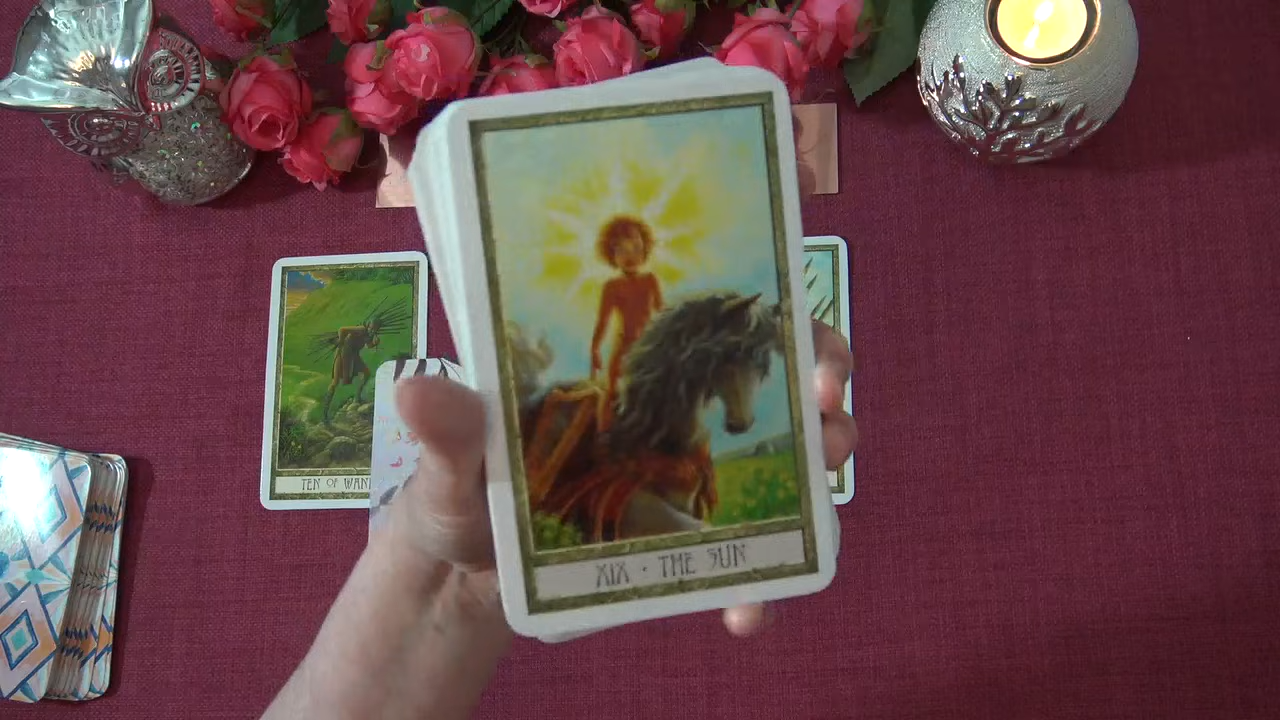 TEN OF WAN
XIX • THE SUN